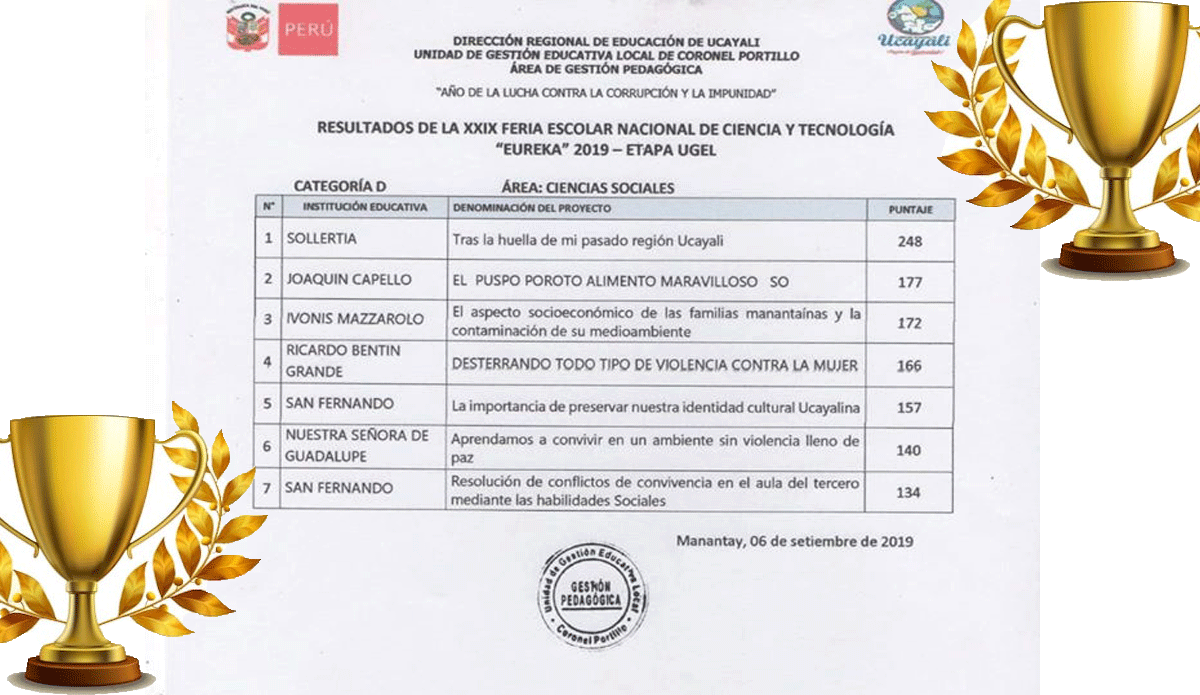 PERÚ
Ucayali
DIRECCIÓN REGIONAL DE EDUCACIÓN DE UCAYALI
UNIDAD DE GESTIÓN EDUCATIVA LOCAL DE CORONEL PORTILLO
ÁREA DE GESTIÓN PEDAGÓGICA
"AÑO DE LA LUCHA CONTRA LA CORRUPCIÓN Y LA IMPUNIDAD"
RESULTADOS DE LA XXIX FERIA ESCOLAR NACIONAL DE CIENCIA Y TECNOLOGÍA
"EUREKA" 2019 – ETAPA UGEL
CATEGORÍA D ÁREA: CIENCIAS SOCIALES
N° INSTITUCIÓN EDUCATIVA DENOMINACIÓN DEL PROYECTO PUNTAJE
1 SOLLERTIA Tras la huella de mi pasado región Ucayali 248
2 JOAQUIN CAPELLO EL PUSPO POROTO ALIMENTO MARAVILLOSO SO 177
3 IVONIS MAZZAROLO El aspecto socioeconómico de las familias manantaínas y la
contaminación de su medioambiente 172
4 RICARDO BENTIN
GRANDE DESTERRANDO TODO TIPO DE VIOLENCIA CONTRA LA MUJER 166
5 SAN FERNANDO La importancia de preservar nuestra identidad cultural Ucayalina 157
6 NUESTRA SEÑORA DE
GUADALUPE Aprendamos a convivir en un ambiente sin violencia lleno de
paz 140
7 SAN FERNANDO Resolución de conflictos de convivencia en el aula del tercero
mediante las habilidades Sociales 134
Manantay, 06 de setiembre de 2019
Unidad de Gestión Educativa Local
GESTIÓN
PEDAGÓGICA
Coronel Portillo